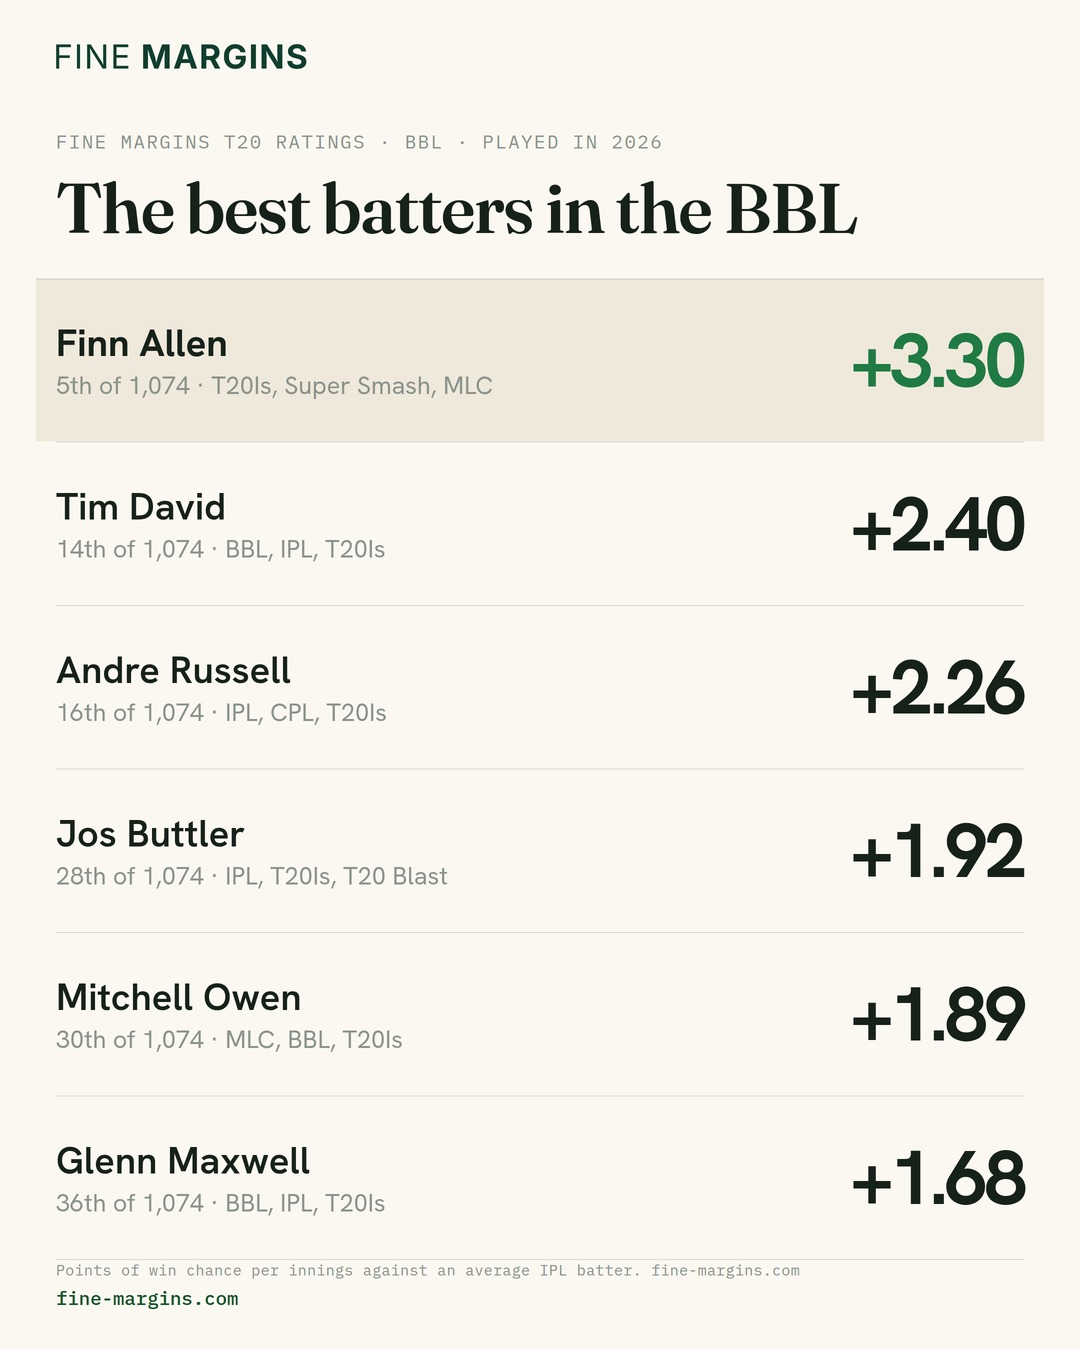 FINE MARGINS
FINE MARGINS T20 RATINGS · BBL · PLAYED IN 2026
The best batters in the BBL
Finn Allen
+3.30
5th of 1,074 · T20Is, Super Smash, MLC
Tim David
+2.40
14th of 1,074 · BBL, IPL, T20Is
Andre Russell
+2.26
16th of 1,074 · IPL, CPL, T20Is
Jos Buttler
+1.92
28th of 1,074 · IPL, T20Is, T20 Blast
Mitchell Owen
+1.89
30th of 1,074 · MLC, BBL, T20Is
Glenn Maxwell
+1.68
36th of 1,074 · BBL, IPL, T20Is
Points of win chance per innings against an average IPL batter. fine-margins.com
fine-margins.com